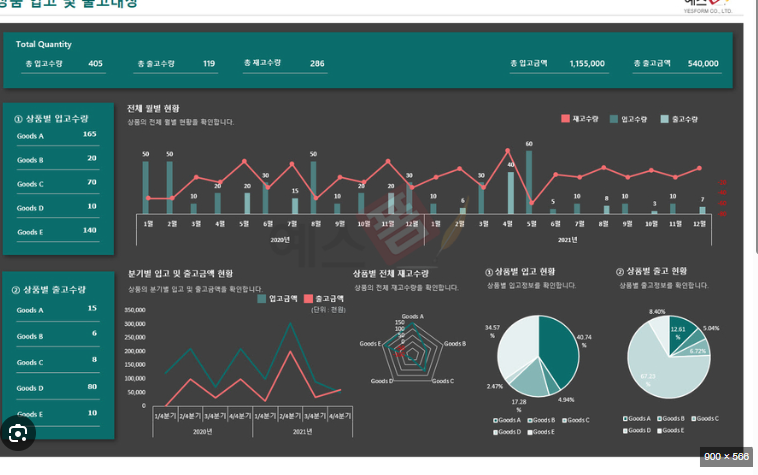 상품 입고 및 출고대장
YESFORM CO., LTD.
Total Quantity
총 입고수량 405 총 출고수량 119 총 재고수량 286 총 입고금액 1,155,000 총 출고금액 540,000
① 상품별 입고수량
Goods A 165
Goods B 20
Goods C 70
Goods D 10
Goods E 140
전체 월별 현황
상품의 전체 월별 현황을 확인합니다.
재고수량 입고수량 출고수량
50 50 10 10 20 20 30 10 15 50 10 10 20 20 30 10 6 30 40 60 5 10 8 10 10 3 10 7
1월 2월 3월 4월 5월 6월 7월 8월 9월 10월 11월 12월 1월 2월 3월 4월 5월 6월 7월 8월 9월 10월 11월 12월
2020년 2021년
예스폼
② 상품별 출고수량
Goods A 15
Goods B 6
Goods C 8
Goods D 80
Goods E 10
분기별 입고 및 출고금액 현황
상품의 분기별 입고 및 출고금액을 확인합니다.
입고금액 출고금액
(단위 : 천원)
350,000
300,000
250,000
200,000
150,000
100,000
50,000
0
1/4분기 2/4분기 3/4분기 4/4분기 1/4분기 2/4분기 3/4분기 4/4분기
2020년 2021년
상품별 전체 재고수량
상품의 전체 재고수량을 확인합니다.
Goods A
150
100
50
0
Goods E Goods B
Goods D Goods C
①상품별 입고 현황
상품별 입고정보를 확인합니다.
34.57%
40.74%
2.47%
17.28%
4.94%
Goods A Goods B Goods C
Goods D Goods E
② 상품별 출고 현황
상품별 출고정보를 확인합니다.
8.40%
12.61%
5.04%
6.72%
67.23%
Goods A Goods B Goods C
Goods D Goods E
900 × 566